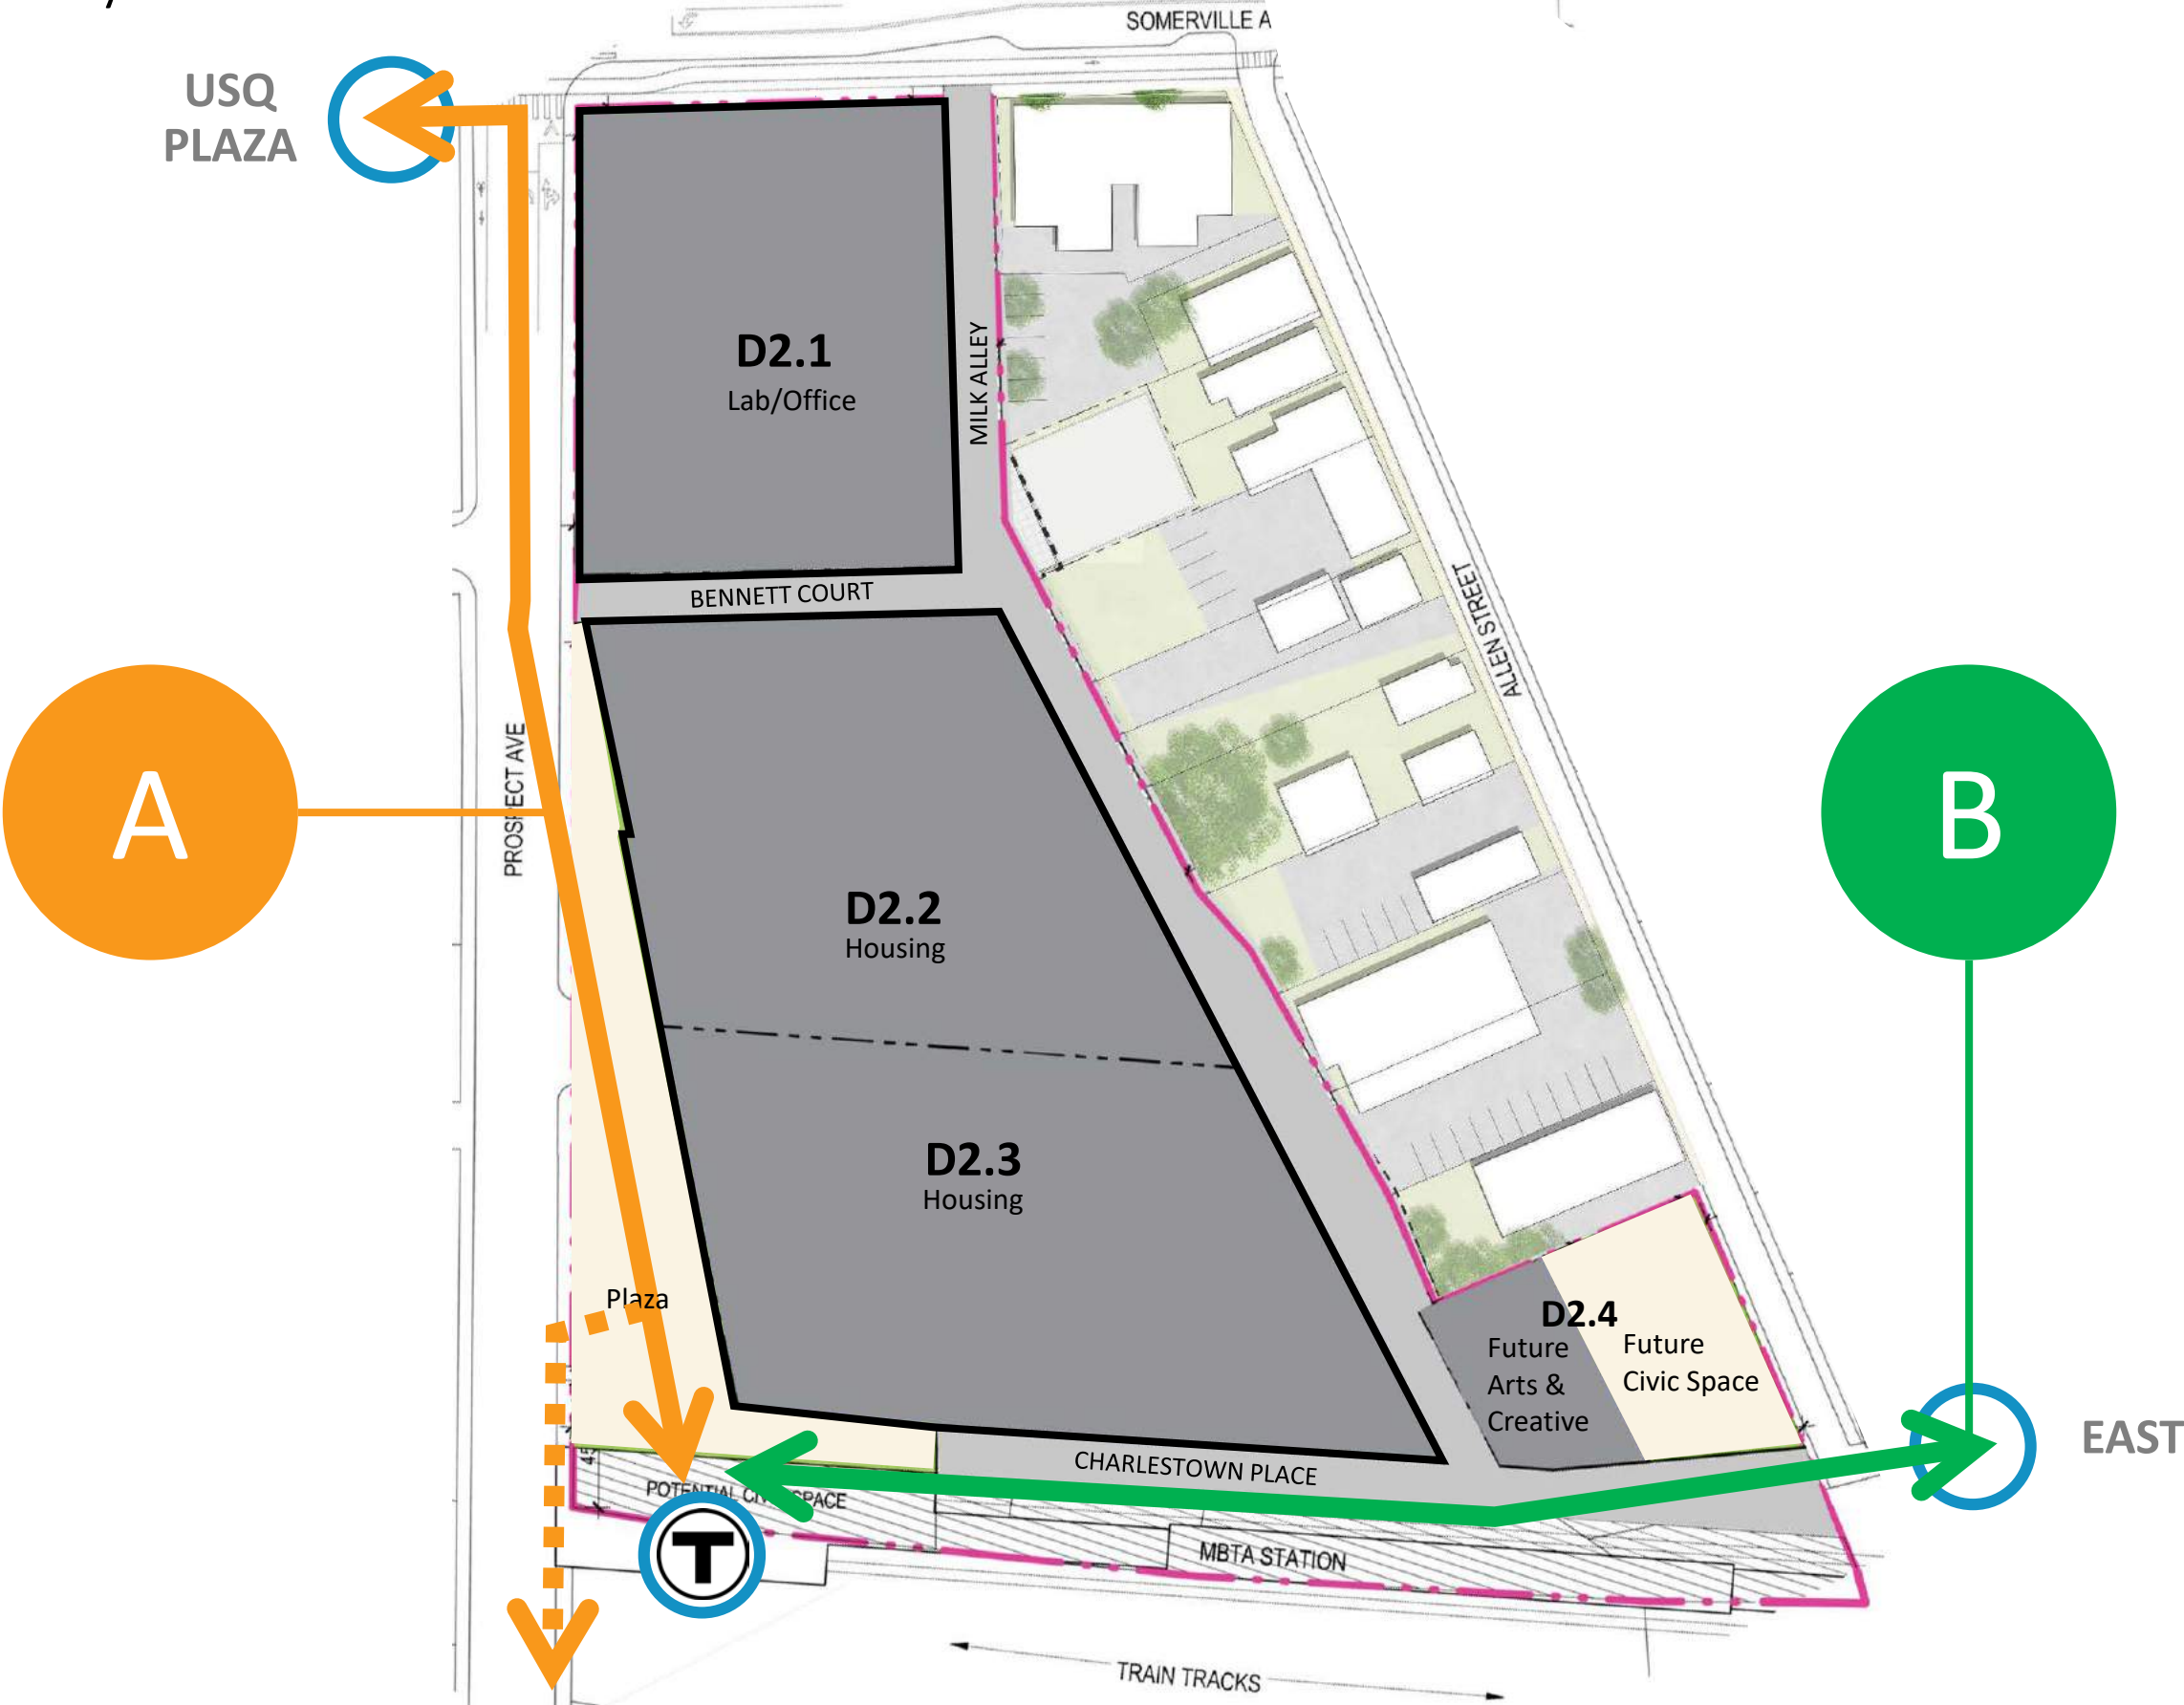 SOMERVILLE A
USQ
PLAZA
D2.1
Lab/Office
MILK ALLEY
BENNETT COURT
ALLEN STREET
A
PROSPECT AVE
B
D2.2
Housing
D2.3
Housing
Plaza
D2.4
Future
Arts &
Creative
Future
Civic Space
EAST
CHARLESTOWN PLACE
POTENTIAL CIVIC SPACE
T
MBTA STATION
TRAIN TRACKS